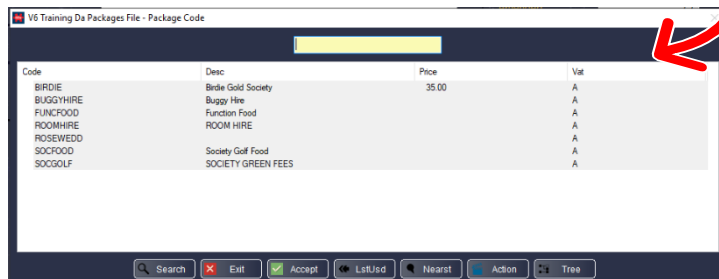 V6 Training Da Packages File - Package Code
Code Desc Price Vat
BIRDIE Birdie Gold Society 35.00 A
BUGGYHIRE Buggy Hire A
FUNCFOOD Function Food A
ROOMHIRE ROOM HIRE A
ROSEWEDD A
SOCFOOD Society Golf Food A
SOCGOLF SOCIETY GREEN FEES A
Search Exit Accept LstUsd Nearst Action Tree